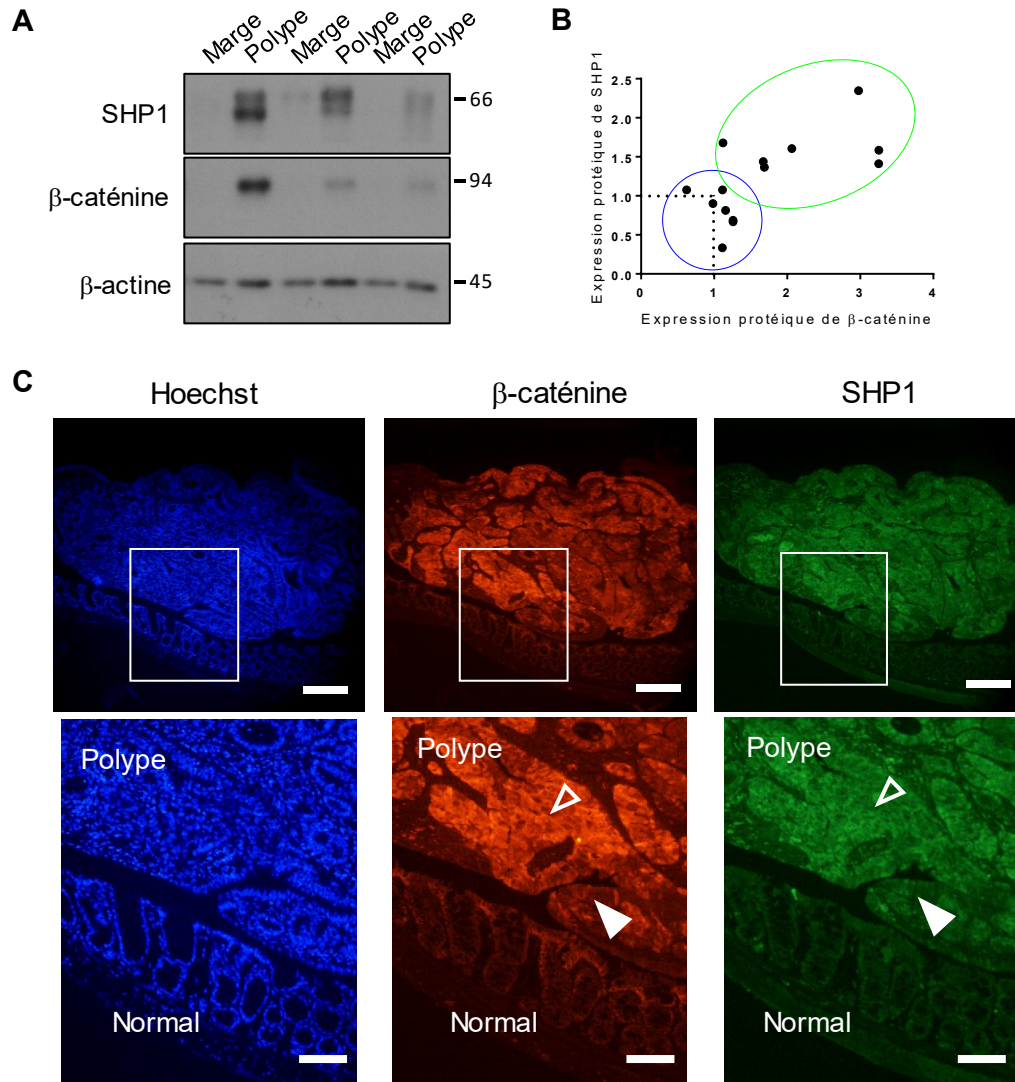 A
Marge Polype Marge Polype Marge Polype
SHP1
66
β-caténine
94
β-actine
45
B
Expression protéique de SHP1
2.5
2.0
1.5
1.0
0.5
0.0
0 1 2 3 4
Expression protéique de β-caténine
C
Hoechst β-caténine SHP1
Polype Polype Polype
Normal Normal Normal